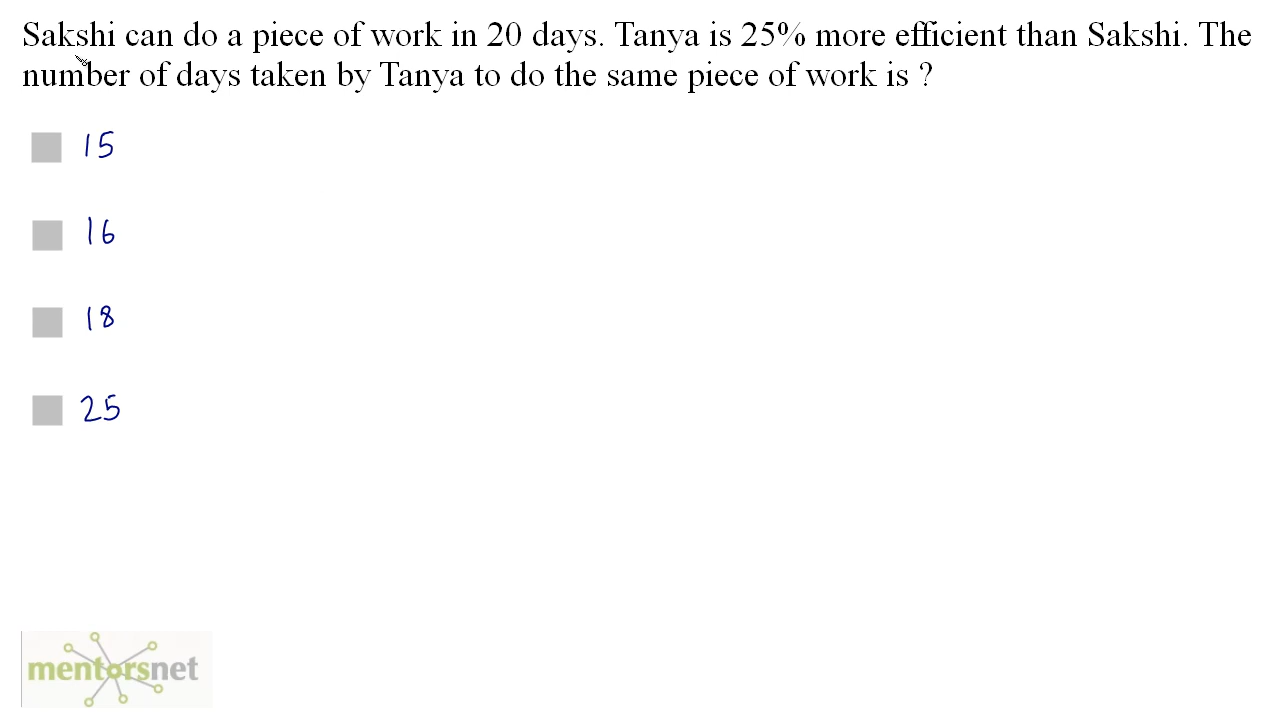 Sakshi can do a piece of work in 20 days. Tanya is 25% more efficient than Sakshi. The
number of days taken by Tanya to do the same piece of work is ?
15
16
18
25
mentorsnet